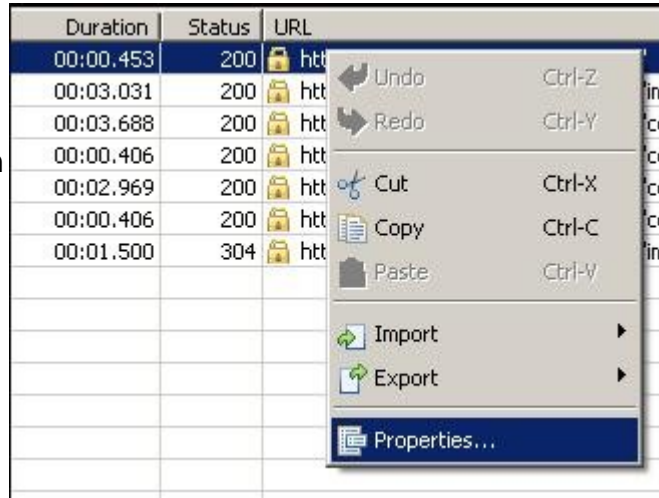 Duration Status URL
00:00.453 200 htt
00:03.031 200 htt
00:03.688 200 htt
00:00.406 200 htt
00:02.969 200 htt
00:00.406 200 htt
00:01.500 304 htt
Undo Ctrl-Z
Redo Ctrl-Y
Cut Ctrl-X
Copy Ctrl-C
Paste Ctrl-V
Import
Export
Properties...